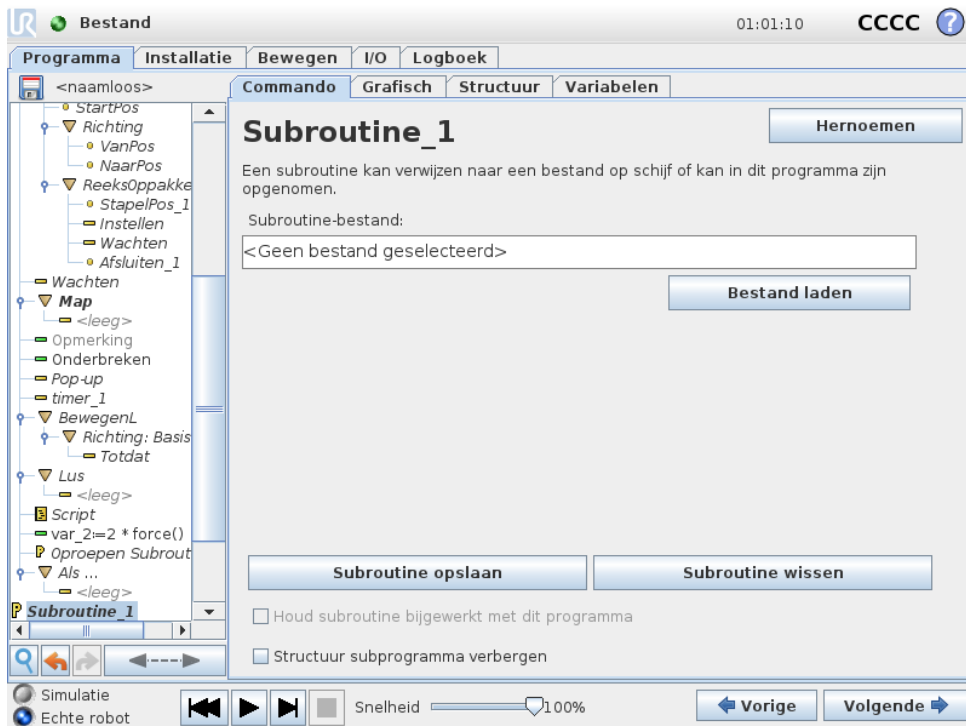 UR Bestand 01:01:10 CCCC ?
Programma Installatie Bewegen I/O Logboek
<naamloos>
Commando Grafisch Structuur Variabelen
StartPos
Richting
VanPos
NaarPos
ReeksOppakke
StapelPos_1
Instellen
Wachten
Afsluiten_1
Wachten
Map
<leeg>
Opmerking
Onderbreken
Pop-up
timer_1
BewegenL
Richting: Basis
Totdat
Lus
<leeg>
Script
var_2:=2 * force()
Oproepen Subrout
Als ...
<leeg>
Subroutine_1
Subroutine_1
Hernoemen
Een subroutine kan verwijzen naar een bestand op schijf of kan in dit programma zijn
opgenomen.
Subroutine-bestand:
<Geen bestand geselecteerd>
Bestand laden
Subroutine opslaan Subroutine wissen
Houd subroutine bijgewerkt met dit programma
Structuur subprogramma verbergen
Simulatie
Echte robot
Snelheid 100%
Vorige Volgende